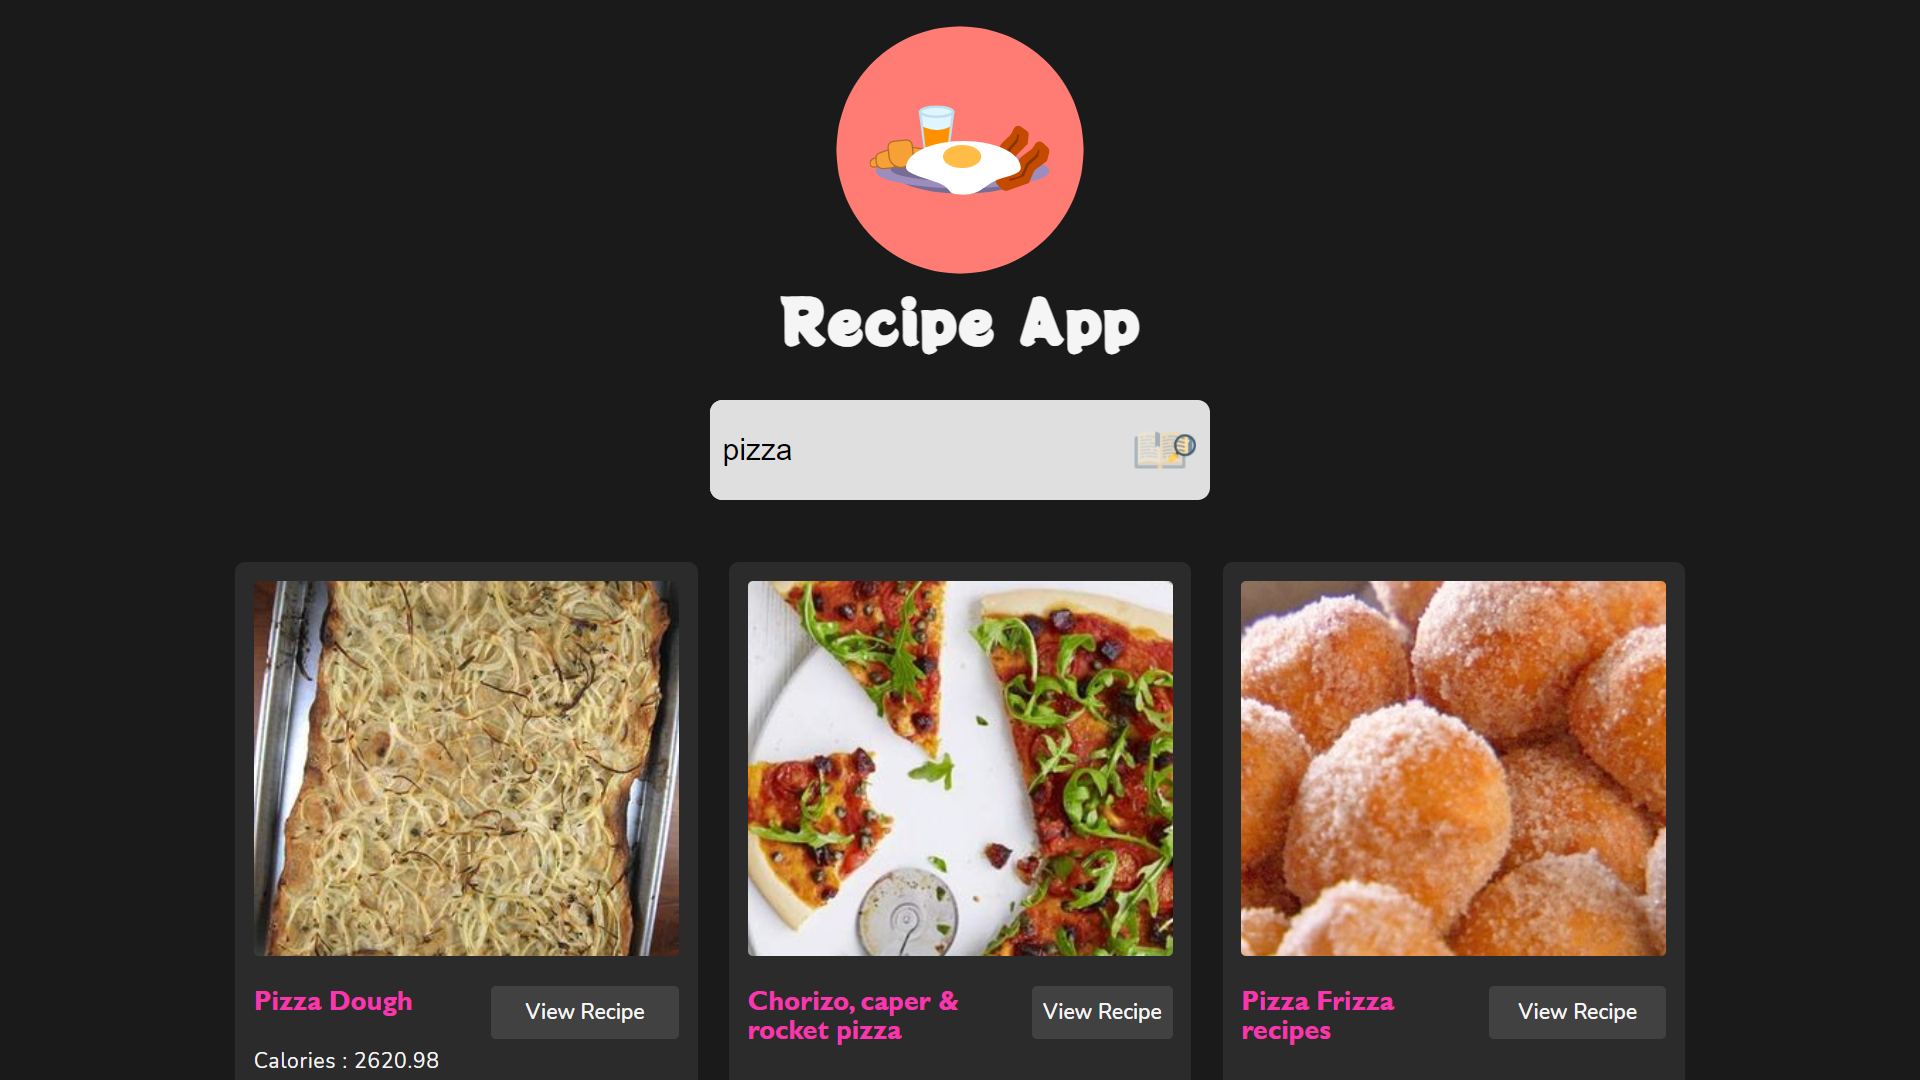 Recipe App
pizza
Pizza Dough
View Recipe
Calories : 2620.98
Chorizo, caper &
rocket pizza
View Recipe
Pizza Frizza
recipes
View Recipe